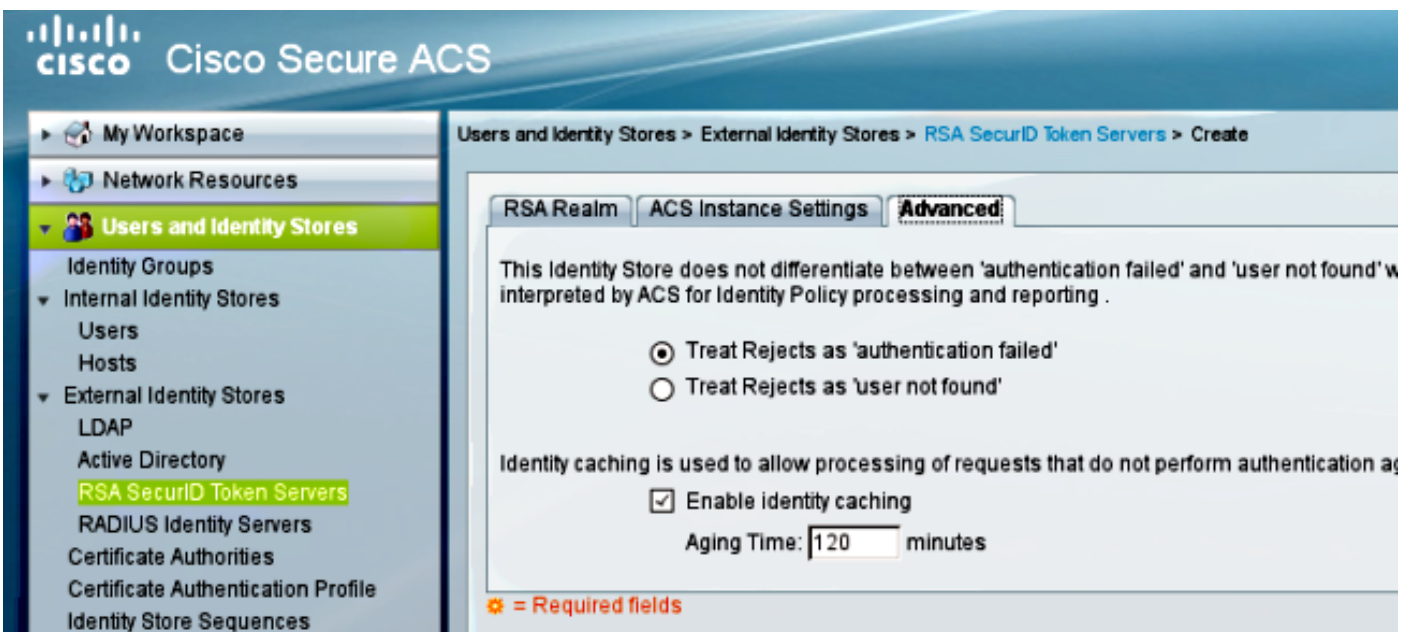 cisco Cisco Secure ACS
My Workspace
Network Resources
Users and Identity Stores
Identity Groups
Internal Identity Stores
Users
Hosts
External Identity Stores
LDAP
Active Directory
RSA SecurID Token Servers
RADIUS Identity Servers
Certificate Authorities
Certificate Authentication Profile
Identity Store Sequences
Users and Identity Stores > External Identity Stores > RSA SecurID Token Servers > Create
RSA Realm ACS Instance Settings Advanced
This Identity Store does not differentiate between 'authentication failed' and 'user not found' w
interpreted by ACS for Identity Policy processing and reporting .
Treat Rejects as 'authentication failed'
Treat Rejects as 'user not found'
Identity caching is used to allow processing of requests that do not perform authentication ag
Enable identity caching
Aging Time: 120 minutes
= Required fields